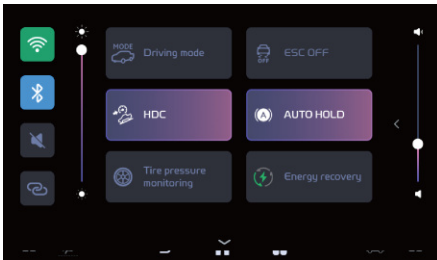 MODE
Driving mode
OFF
ESC OFF
HDC
A
AUTO HOLD
Tire pressure
monitoring
Energy recovery